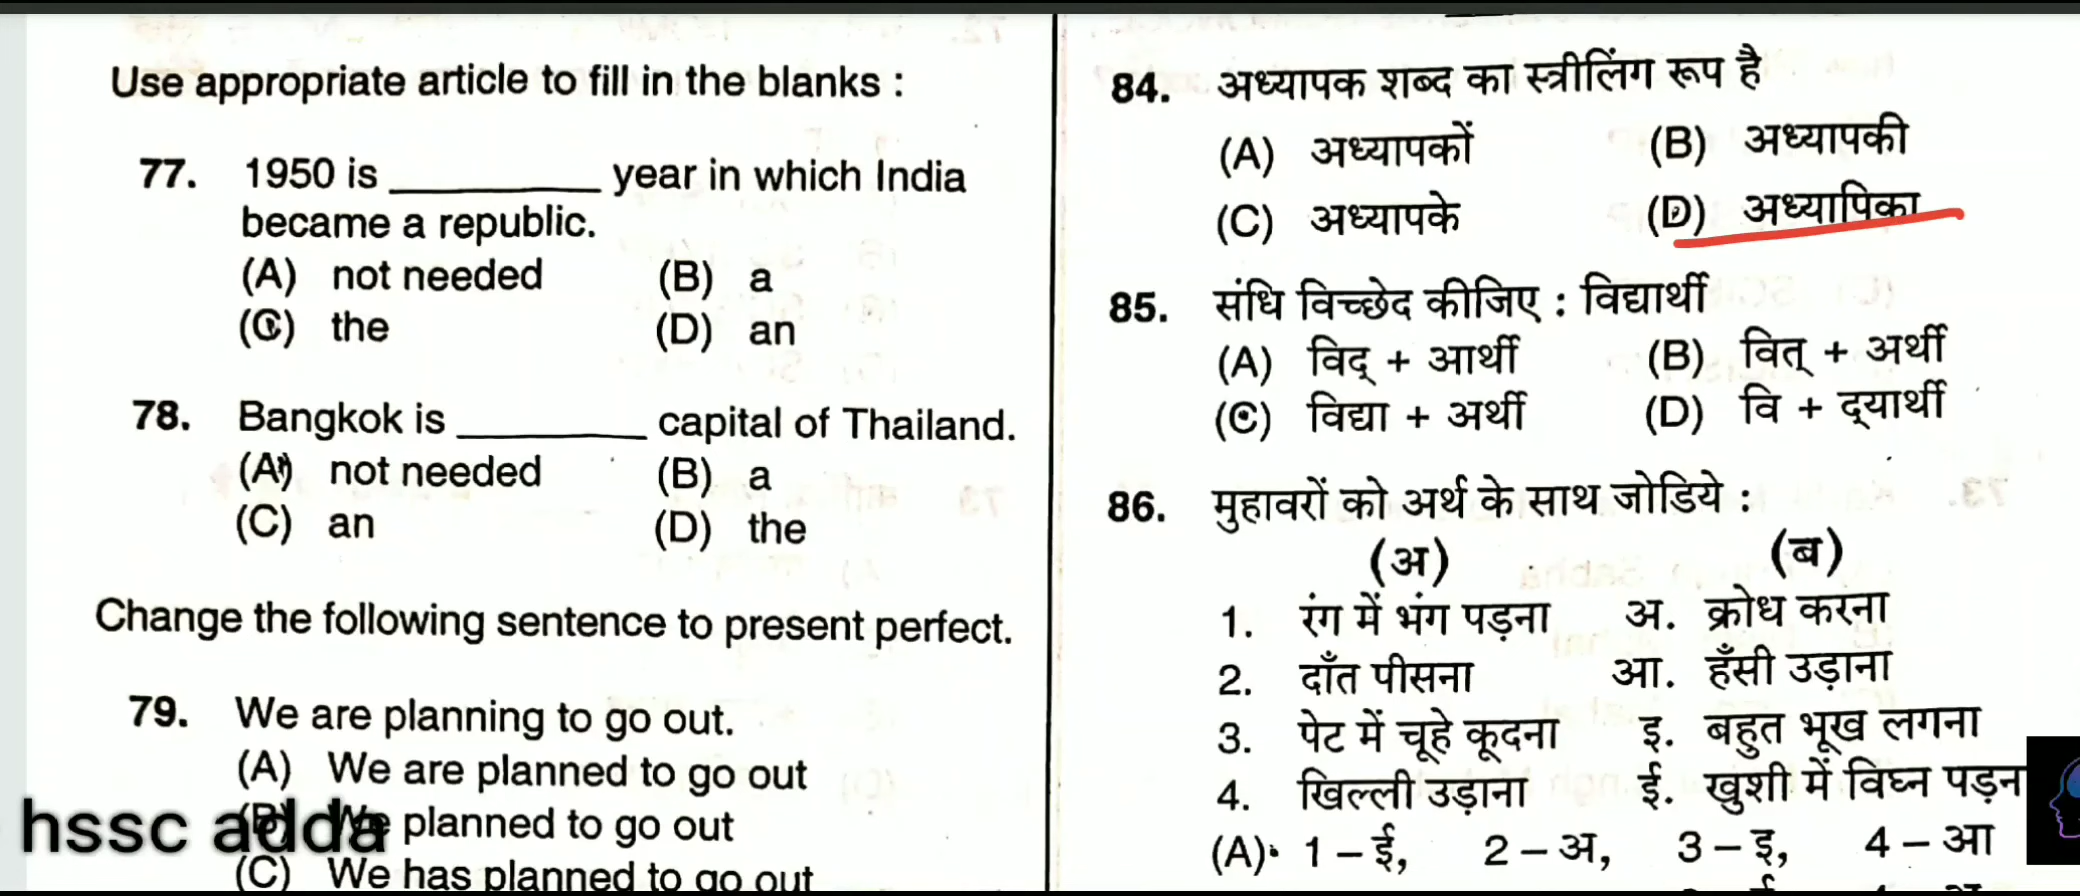 Use appropriate article to fill in the blanks :
77. 1950 is ________ year in which India
became a republic.
(A) not needed (B) a
(C) the (D) an
78. Bangkok is ________ capital of Thailand.
(A) not needed (B) a
(C) an (D) the
Change the following sentence to present perfect.
79. We are planning to go out.
(A) We are planned to go out
(B) We planned to go out
(C) We has planned to go out
hssc adda
84. अध्यापक शब्द का स्त्रीलिंग रूप है
(A) अध्यापकों (B) अध्यापकी
(C) अध्यापके (D) अध्यापिका
85. संधि विच्छेद कीजिए : विद्यार्थी
(A) विद् + आर्थी (B) वित् + अर्थी
(C) विद्या + अर्थी (D) वि + द्यार्थी
86. मुहावरों को अर्थ के साथ जोडिये :
(अ) (ब)
1. रंग में भंग पड़ना अ. क्रोध करना
2. दाँत पीसना आ. हँसी उड़ाना
3. पेट में चूहे कूदना इ. बहुत भूख लगना
4. खिल्ली उड़ाना ई. खुशी में विघ्न पड़न
(A) 1 – ई, 2 – अ, 3 – इ, 4 – आ